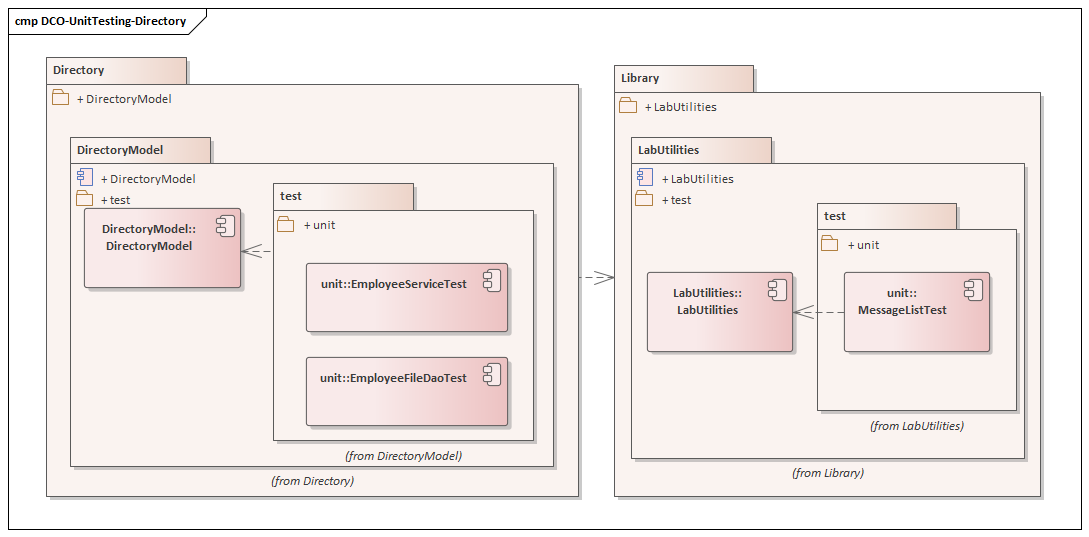 cmp DCO-UnitTesting-Directory
Directory
+ DirectoryModel
DirectoryModel
+ DirectoryModel
+ test
DirectoryModel::
DirectoryModel
test
+ unit
unit::EmployeeServiceTest
unit::EmployeeFileDaoTest
(from DirectoryModel)
(from Directory)
Library
+ LabUtilities
LabUtilities
+ LabUtilities
+ test
LabUtilities::
LabUtilities
test
+ unit
unit::
MessageListTest
(from LabUtilities)
(from Library)